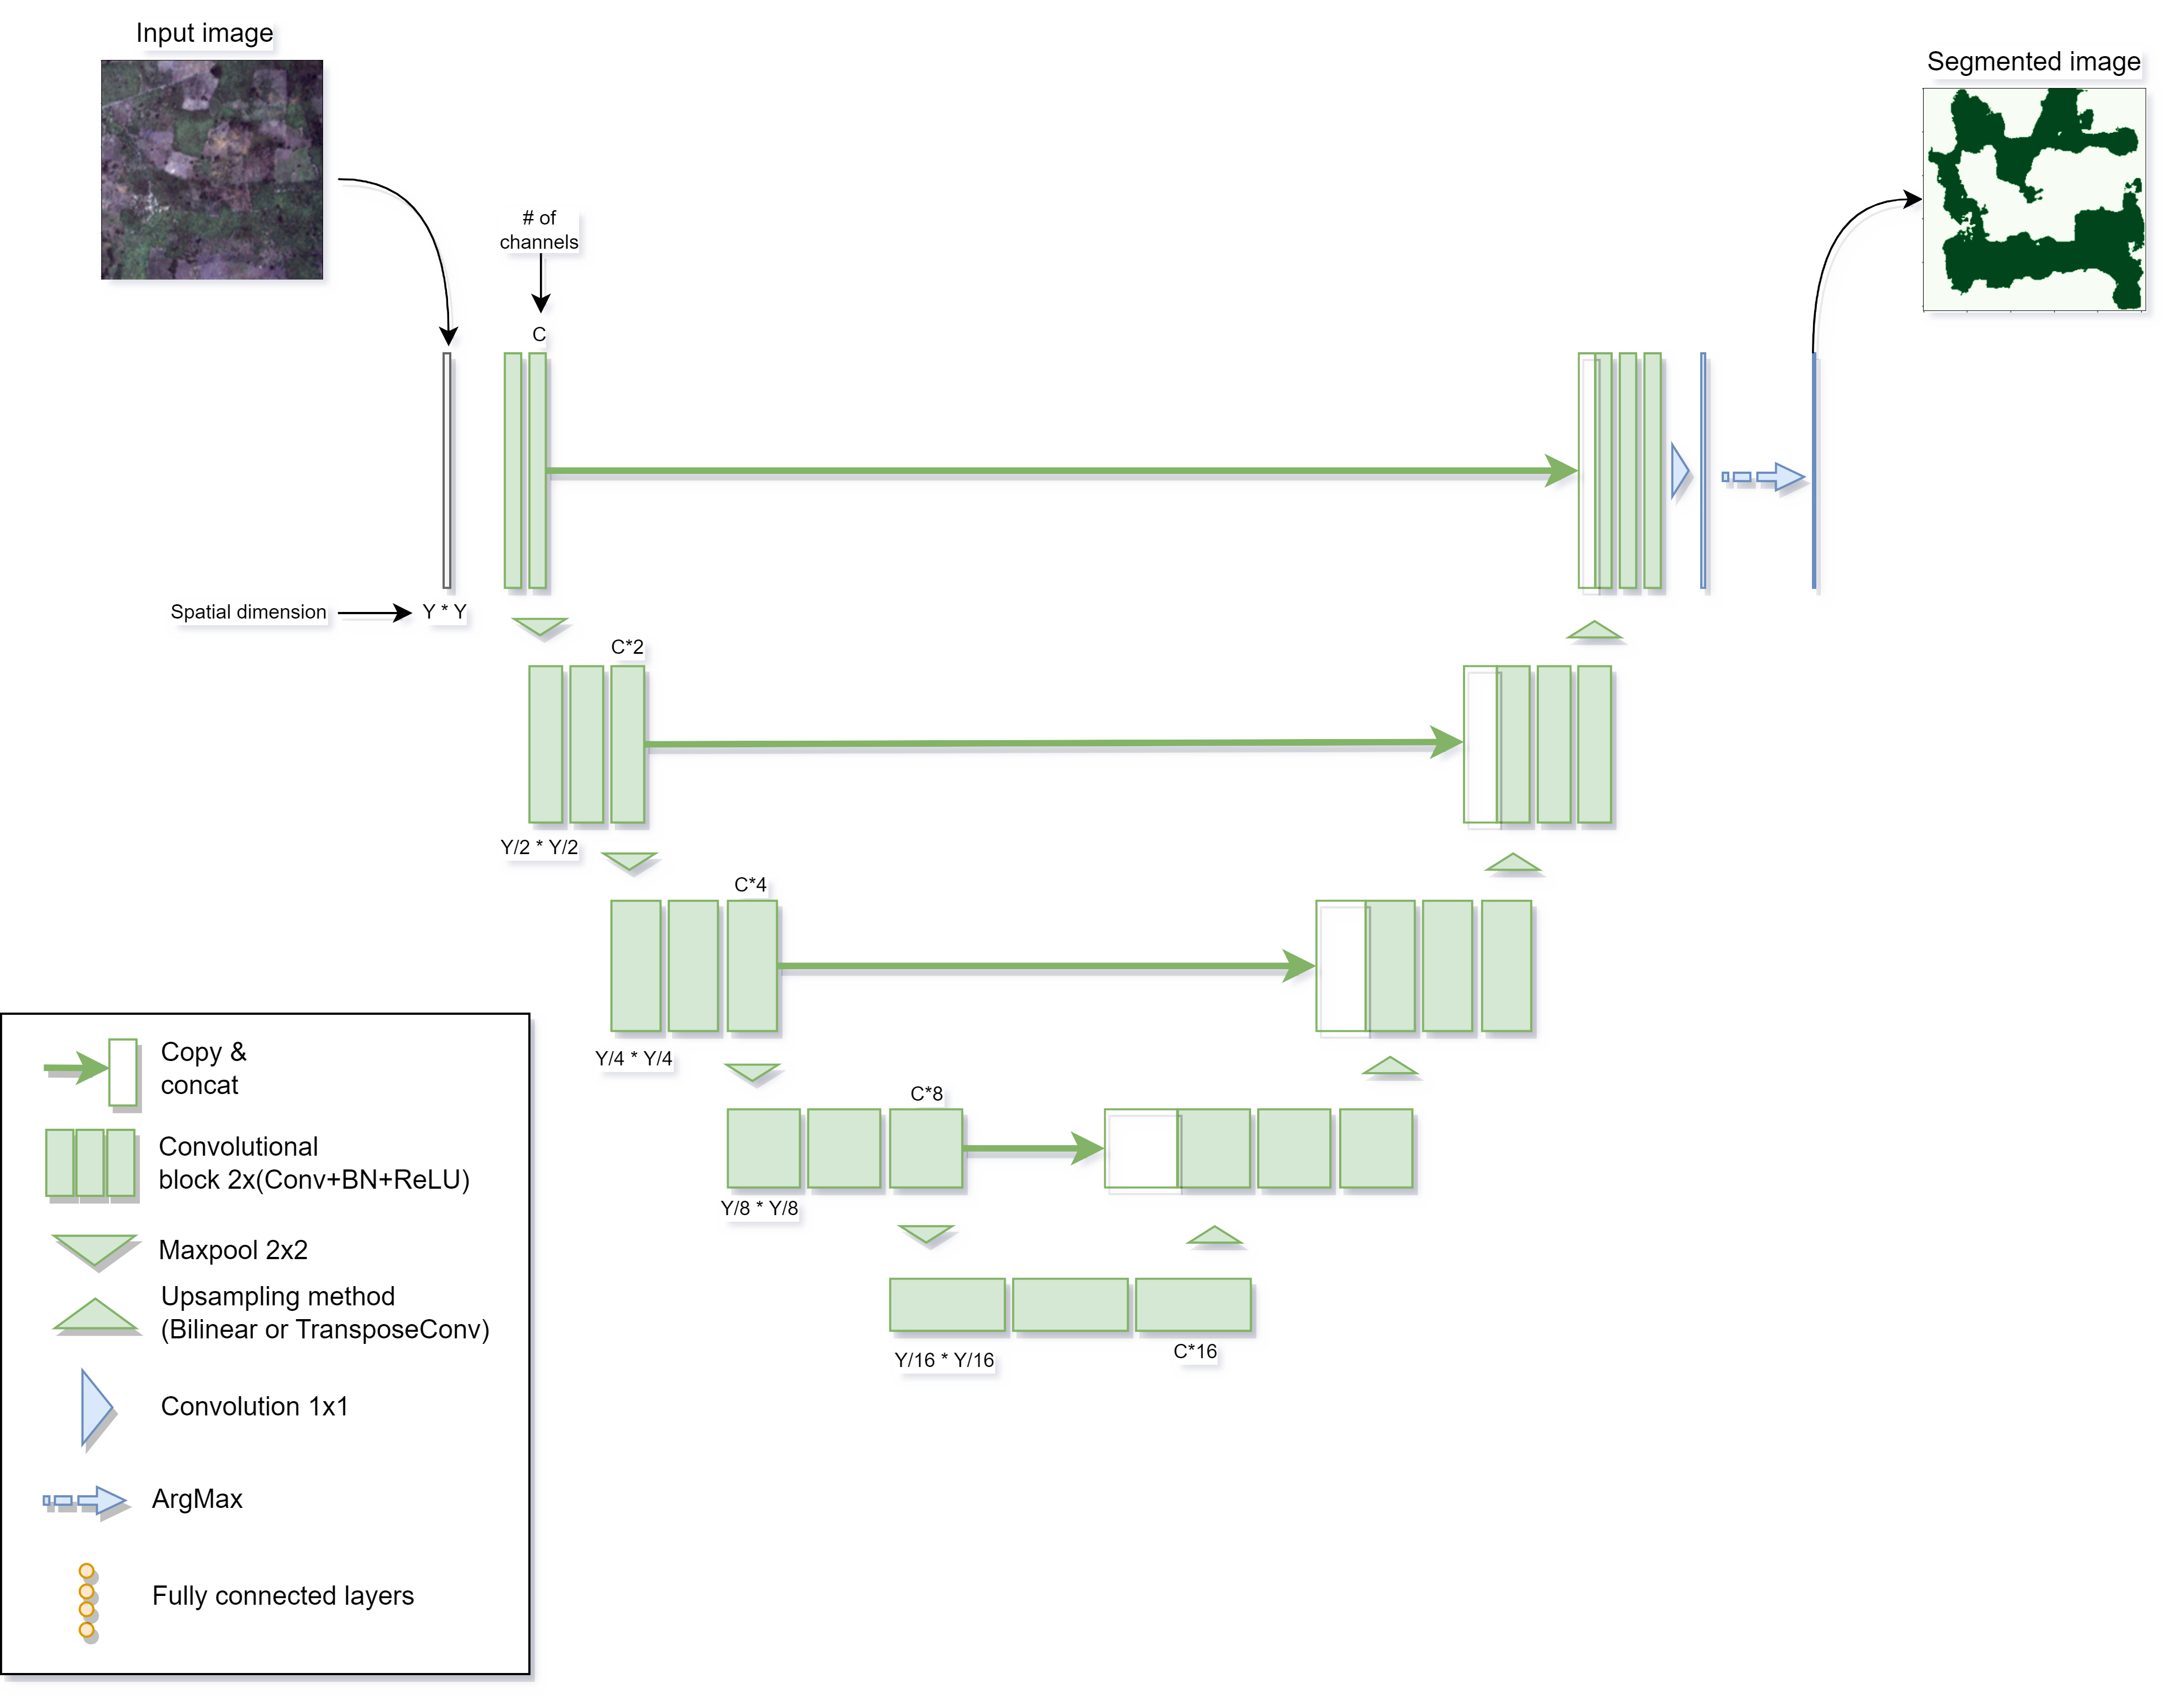 Input image
Segmented image
# of
channels
C
Spatial dimension
Y * Y
C*2
Y/2 * Y/2
C*4
Y/4 * Y/4
C*8
Y/8 * Y/8
C*16
Y/16 * Y/16
Copy &
concat
Convolutional
block 2x(Conv+BN+ReLU)
Maxpool 2x2
Upsampling method
(Bilinear or TransposeConv)
Convolution 1x1
ArgMax
Fully connected layers